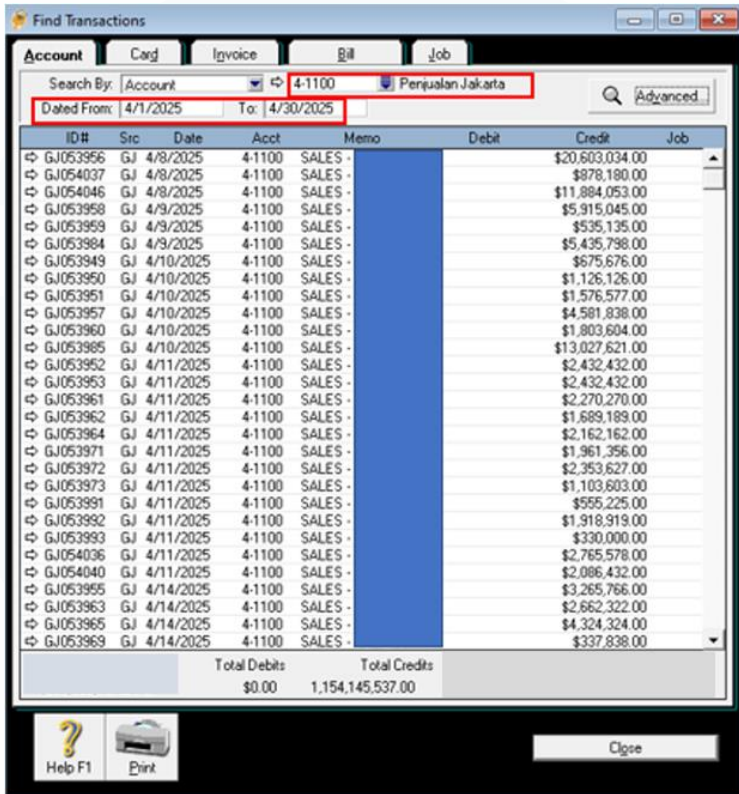 Find Transactions
Account Card Invoice Bill Job
Search By: Account 4-1100 Penjualan Jakarta
Advanced...
Dated From: 4/1/2025 To: 4/30/2025
ID# Src Date Acct Memo Debit Credit Job
GJ053956 GJ 4/8/2025 4-1100 SALES - $20,603,034.00
GJ054037 GJ 4/8/2025 4-1100 SALES - $878,180.00
GJ054046 GJ 4/8/2025 4-1100 SALES - $11,884,053.00
GJ053958 GJ 4/9/2025 4-1100 SALES - $5,915,045.00
GJ053959 GJ 4/9/2025 4-1100 SALES - $535,135.00
GJ053984 GJ 4/9/2025 4-1100 SALES - $5,435,798.00
GJ053949 GJ 4/10/2025 4-1100 SALES - $675,676.00
GJ053950 GJ 4/10/2025 4-1100 SALES - $1,126,126.00
GJ053951 GJ 4/10/2025 4-1100 SALES - $1,576,577.00
GJ053957 GJ 4/10/2025 4-1100 SALES - $4,581,838.00
GJ053960 GJ 4/10/2025 4-1100 SALES - $1,803,604.00
GJ053985 GJ 4/10/2025 4-1100 SALES - $13,027,621.00
GJ053952 GJ 4/11/2025 4-1100 SALES - $2,432,432.00
GJ053953 GJ 4/11/2025 4-1100 SALES - $2,432,432.00
GJ053961 GJ 4/11/2025 4-1100 SALES - $2,270,270.00
GJ053962 GJ 4/11/2025 4-1100 SALES - $1,689,189.00
GJ053964 GJ 4/11/2025 4-1100 SALES - $2,162,162.00
GJ053971 GJ 4/11/2025 4-1100 SALES - $1,961,356.00
GJ053972 GJ 4/11/2025 4-1100 SALES - $2,353,627.00
GJ053973 GJ 4/11/2025 4-1100 SALES - $1,103,603.00
GJ053991 GJ 4/11/2025 4-1100 SALES - $555,225.00
GJ053992 GJ 4/11/2025 4-1100 SALES - $1,918,919.00
GJ053993 GJ 4/11/2025 4-1100 SALES - $330,000.00
GJ054036 GJ 4/11/2025 4-1100 SALES - $2,765,578.00
GJ054040 GJ 4/11/2025 4-1100 SALES - $2,086,432.00
GJ053955 GJ 4/14/2025 4-1100 SALES - $3,265,766.00
GJ053963 GJ 4/14/2025 4-1100 SALES - $2,662,322.00
GJ053965 GJ 4/14/2025 4-1100 SALES - $4,324,324.00
GJ053969 GJ 4/14/2025 4-1100 SALES - $337,838.00
Total Debits Total Credits
$0.00 1,154,145,537.00
Help F1 Print Close